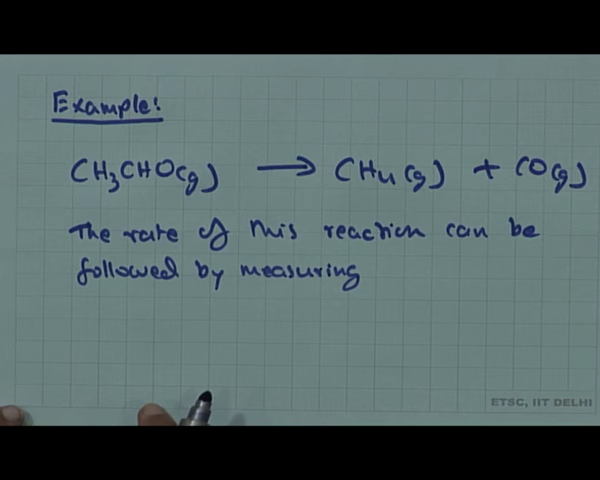 Example:
CH₃CHO(g) ⟶ CH₄(g) + CO(g)
The rate of this reaction can be
followed by measuring
ETSC, IIT DELHI